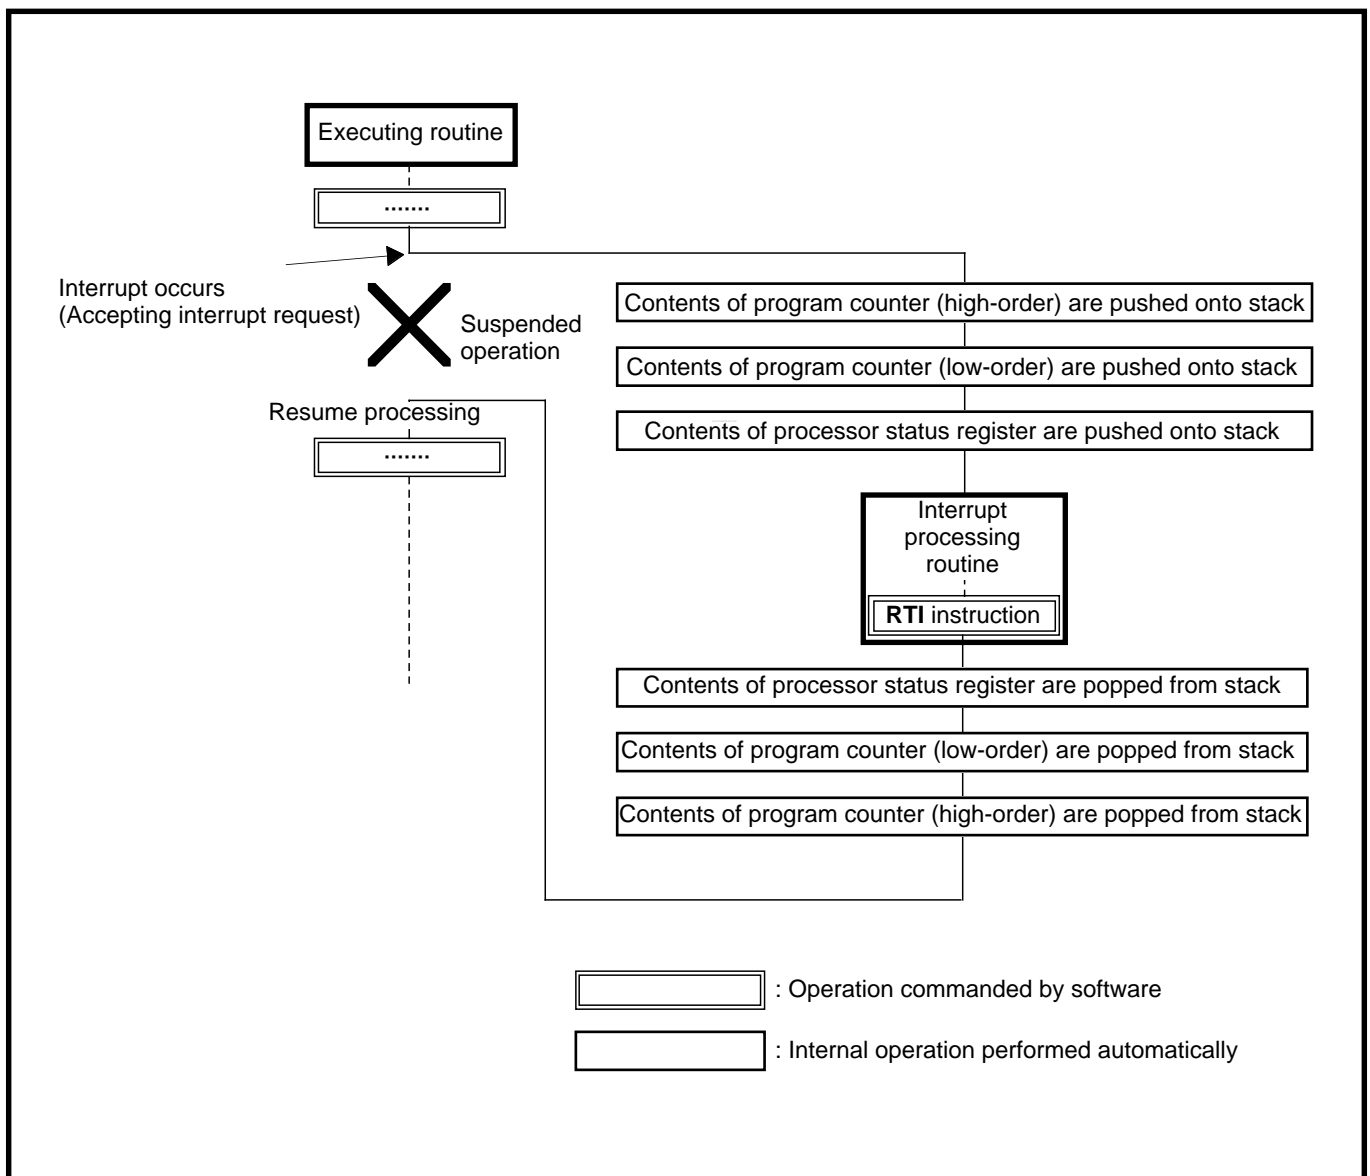 Executing routine
.......
Interrupt occurs
(Accepting interrupt request)
Suspended
operation
Contents of program counter (high-order) are pushed onto stack
Contents of program counter (low-order) are pushed onto stack
Contents of processor status register are pushed onto stack
Resume processing
.......
Interrupt
processing
routine
RTI instruction
Contents of processor status register are popped from stack
Contents of program counter (low-order) are popped from stack
Contents of program counter (high-order) are popped from stack
: Operation commanded by software
: Internal operation performed automatically